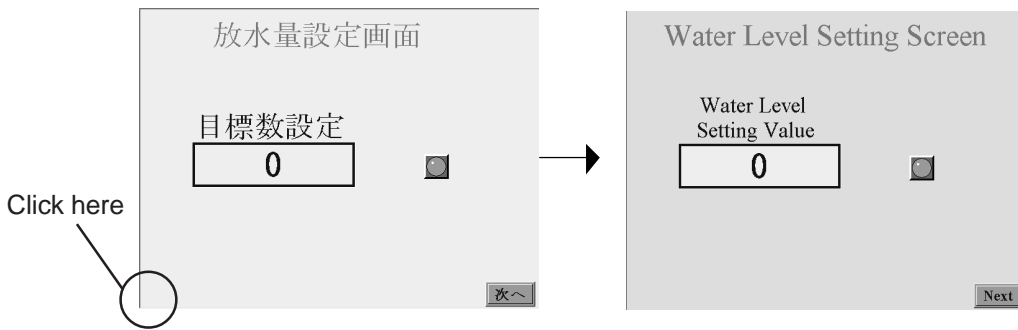 放水量設定画面
目標数設定
0
次へ
Click here
Water Level Setting Screen
Water Level
Setting Value
0
Next